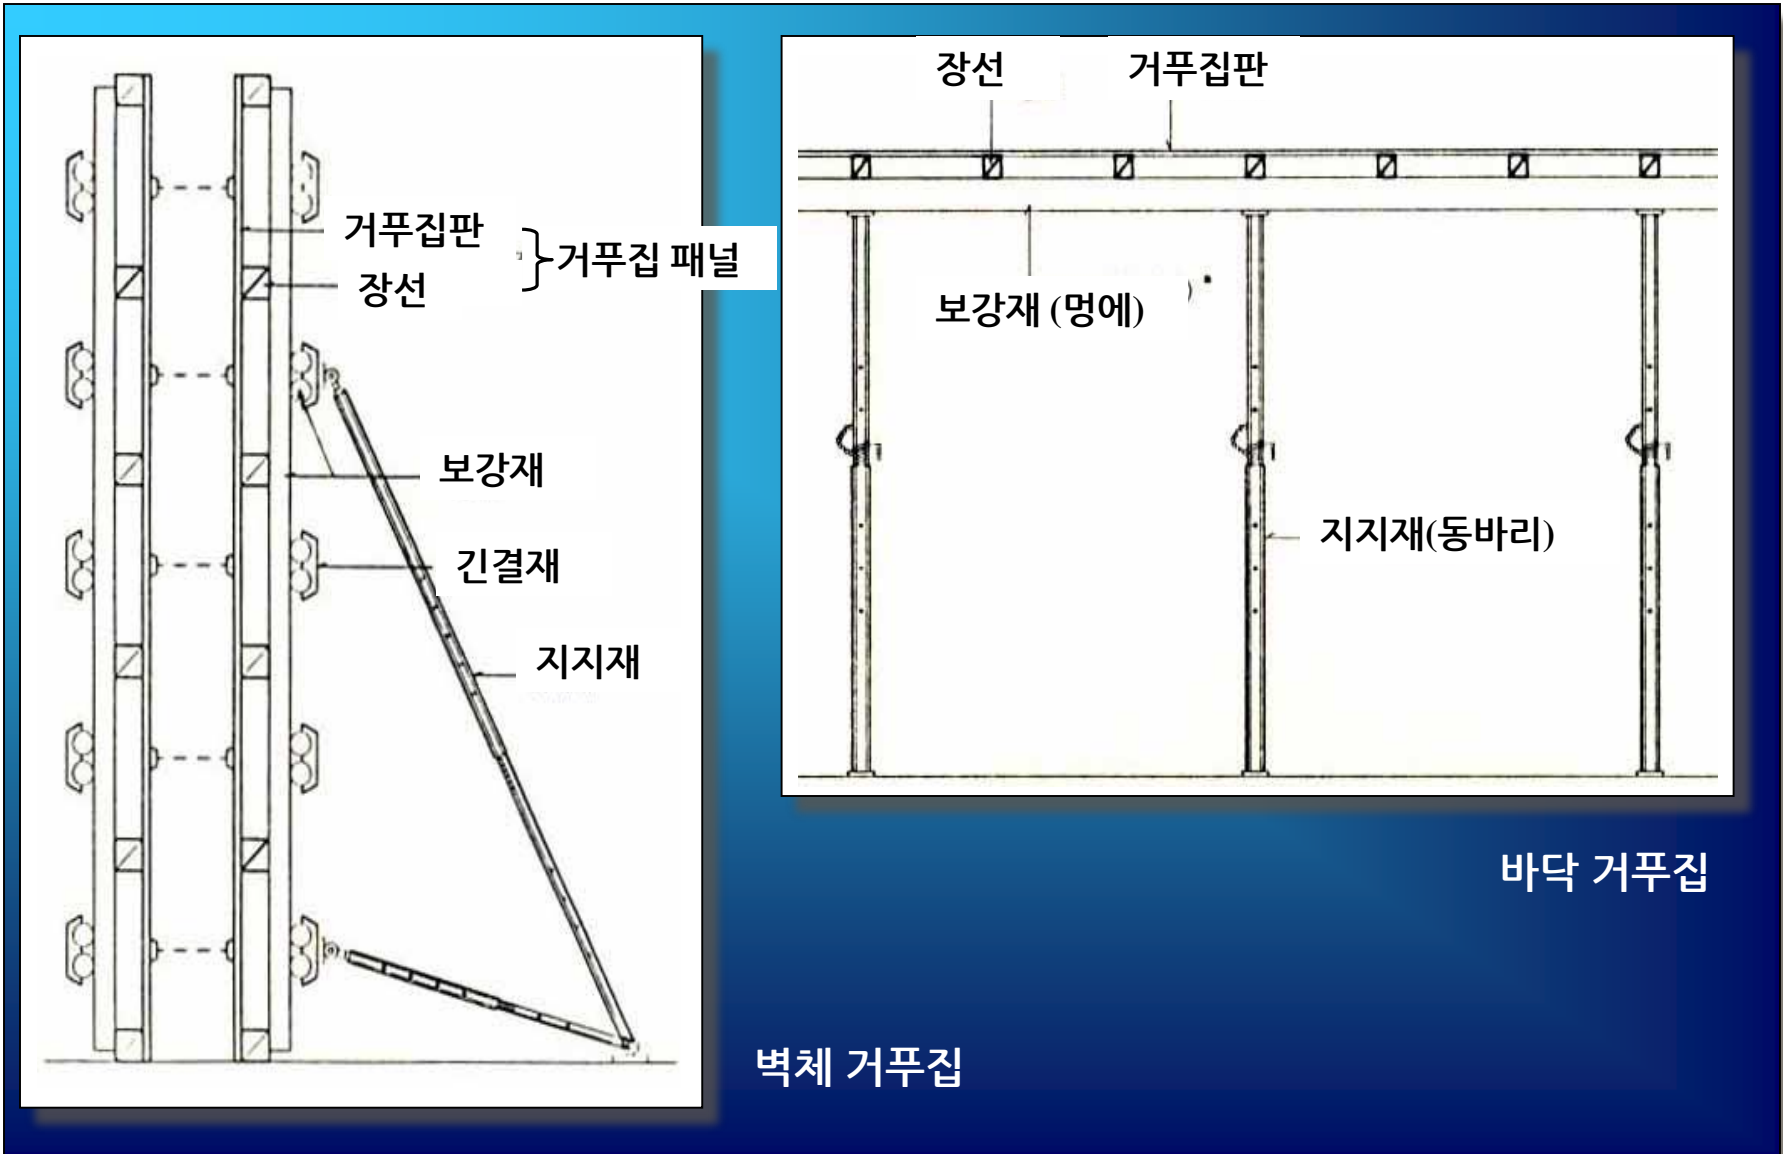 거푸집판
장선
거푸집 패널
보강재
긴결재
지지재
벽체 거푸집
장선
거푸집판
보강재 (멍에)
지지재(동바리)
바닥 거푸집